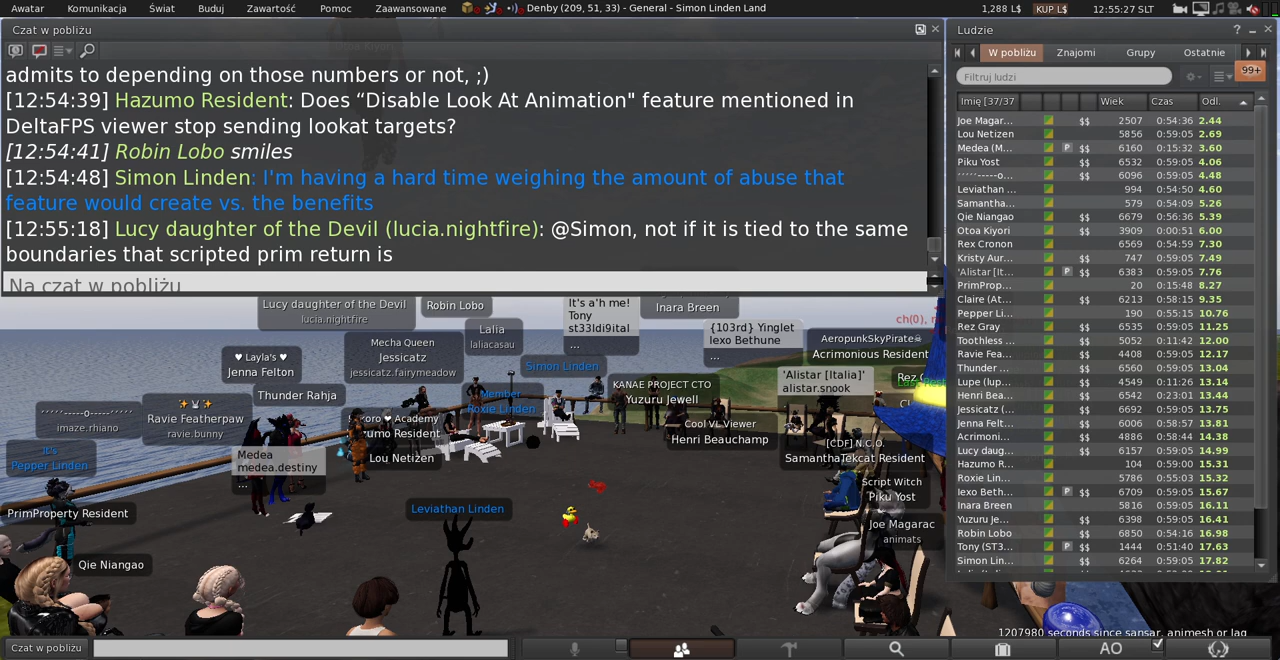 Awatar Komunikacja Świat Buduj Zawartość Pomoc Zaawansowane Denby (209, 51, 33) - General - Simon Linden Land 1,288 L$ KUP L$ 12:55:27 SLT
Czat w pobliżu
admits to depending on those numbers or not, ;)
[12:54:39] Hazumo Resident: Does “Disable Look At Animation" feature mentioned in
DeltaFPS viewer stop sending lookat targets?
[12:54:41] Robin Lobo smiles
[12:54:48] Simon Linden: I'm having a hard time weighing the amount of abuse that
feature would create vs. the benefits
[12:55:18] Lucy daughter of the Devil (lucia.nightfire): @Simon, not if it is tied to the same
boundaries that scripted prim return is
Na czat w pobliżu
Ludzie
W pobliżu Znajomi Grupy Ostatnie
99+
Filtruj ludzi
Imię [37/37 Wiek Czas Odl.
Joe Magar... $$ 2507 0:54:36 2.44
Lou Netizen 5856 0:59:05 2.69
Medea (M... P $$ 6160 0:15:32 3.60
Piku Yost $$ 6532 0:59:05 4.06
´´´´´-----o-... $$ 6096 0:59:05 4.48
Leviathan ... 994 0:54:50 4.60
Samantha... 579 0:54:09 5.26
Qie Niangao $$ 6679 0:56:36 5.39
Otoa Kiyori $$ 3909 0:00:51 6.00
Rex Cronon 6569 0:54:59 7.30
Kristy Aur... $$ 747 0:59:05 7.49
'Alistar [It... P $$ 6383 0:59:05 7.76
PrimProp... 20 0:15:48 8.27
Claire (At... $$ 6213 0:58:15 9.35
Pepper Li... 190 0:55:15 10.76
Rez Gray $$ 6535 0:59:05 11.25
Toothless ... $$ 5052 0:11:42 12.00
Ravie Fea... $$ 4408 0:59:05 12.17
Thunder ... $$ 6560 0:59:05 13.04
Lupe (lup... $$ 4549 0:11:26 13.14
Henri Bea... $$ 6542 0:23:01 13.44
Jessicatz (... $$ 6692 0:59:05 13.75
Jenna Felt... $$ 6006 0:58:57 13.81
Acrimoni... $$ 4886 0:58:44 14.38
Lucy daug... $$ 6157 0:59:05 14.99
Hazumo R... 104 0:59:00 15.31
Roxie Lin... 5786 0:55:03 15.32
Iexo Beth... P $$ 6709 0:59:05 15.67
Inara Breen 5816 0:59:05 16.11
Yuzuru Je... $$ 6398 0:59:05 16.41
Robin Lobo $$ 6850 0:54:16 16.98
Tony (ST3... P $$ 1444 0:51:40 17.63
Simon Lin... $$ 6264 0:59:05 17.82
Lucy daughter of the Devil
lucia.nightfire
Robin Lobo
It's a'h me!
Tony
st33ldi9ital
...
Inara Breen
Lalia
laliacasau
{103rd} Yinglet
Iexo Bethune
...
ch(0),
AeropunkSkyPirate☠
Acrimonious Resident
Mecha Queen
Jessicatz
jessicatz.fairymeadow
♥ Layla's ♥
Jenna Felton
Simon Linden
'Alistar [Italia]'
alistar.snook
Thunder Rahja
Member
Roxie Linden
KANAE PROJECT CTO
Yuzuru Jewell
´´´´´-----o-----´´´´´
imaze.rhiano
Ravie Featherpaw
ravie.bunny
♥ Academy
Lou Netizen
Cool VL Viewer
Henri Beauchamp
[CDF] N.C.O.
SamanthaTekcat Resident
It's
Pepper Linden
Medea
medea.destiny
...
Script Witch
Piku Yost
PrimProperty Resident
Leviathan Linden
Joe Magarac
animats
Qie Niangao
1207980 seconds since sansar, animesh or lag
Czat w pobliżu
AO